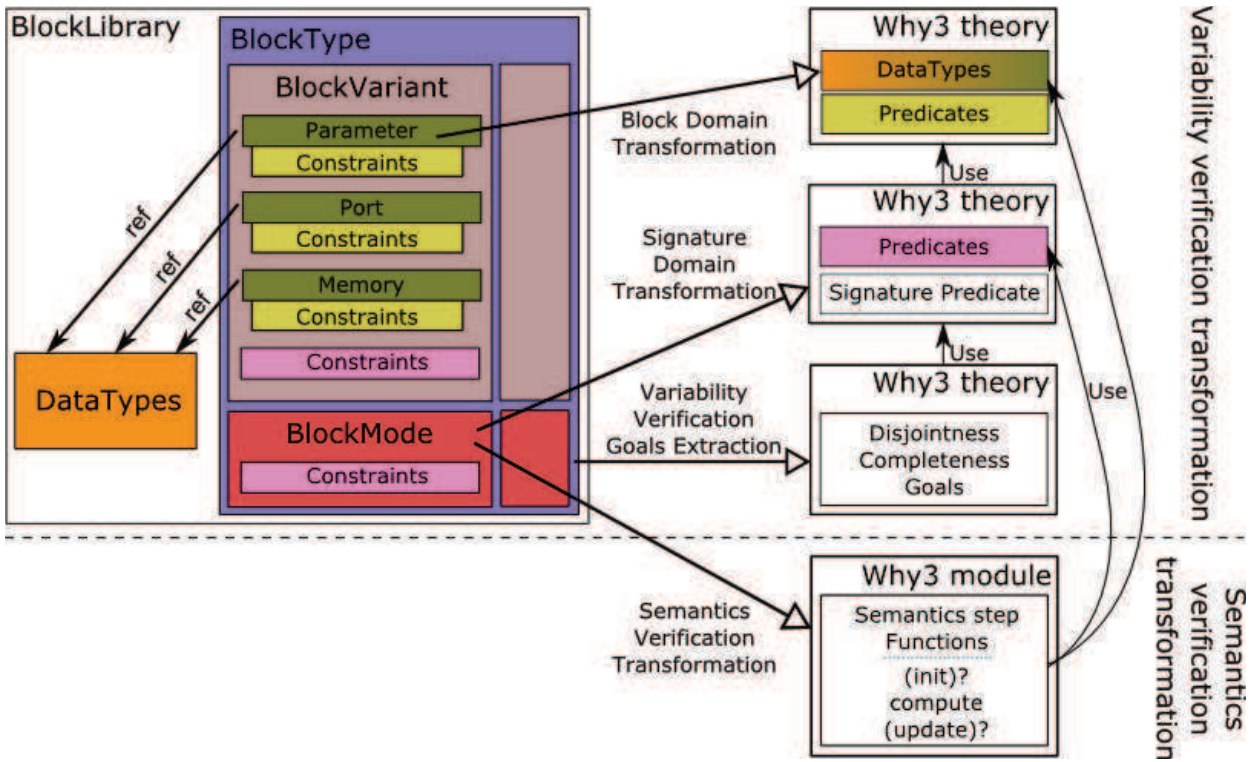 BlockLibrary
BlockType
BlockVariant
Parameter
Constraints
Port
Constraints
Memory
Constraints
Constraints
ref
ref
ref
DataTypes
BlockMode
Constraints
Block Domain
Transformation
Signature
Domain
Transformation
Variability
Verification
Goals Extraction
Semantics
Verification
Transformation
Why3 theory
DataTypes
Predicates
Use
Why3 theory
Predicates
Signature Predicate
Use
Why3 theory
Disjointness
Completeness
Goals
Use
Why3 module
Semantics step
Functions
(init)?
compute
(update)?
Variability verification transformation
Semantics
verification
transformation